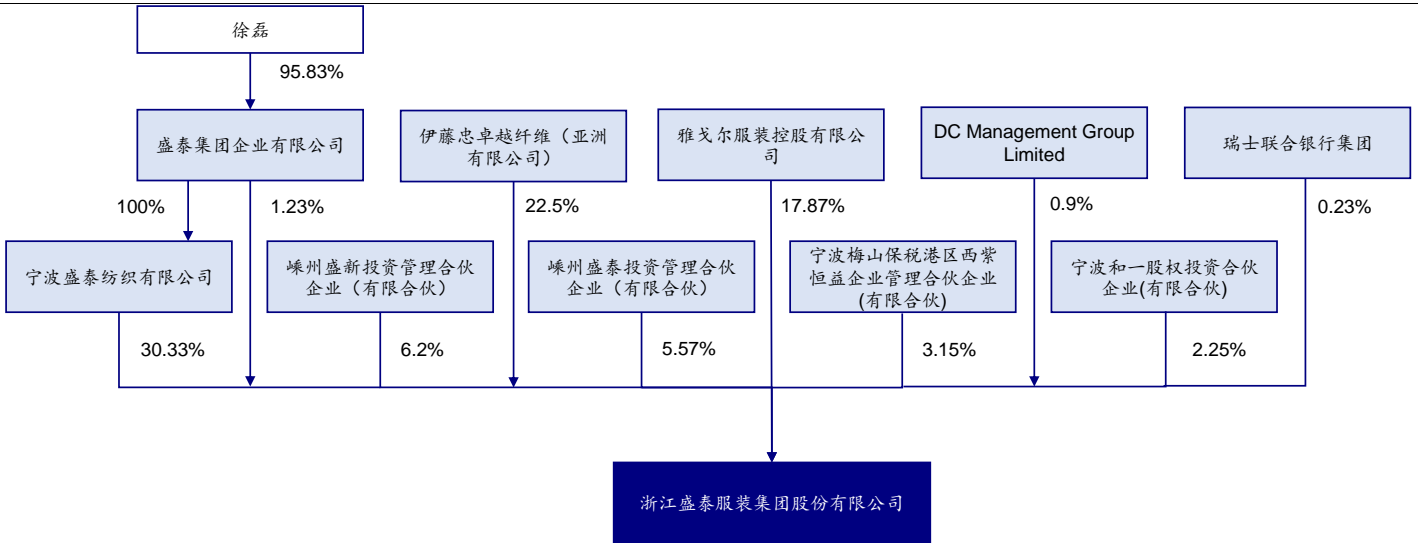 徐磊
95.83%
盛泰集团企业有限公司
伊藤忠卓越纤维（亚洲
有限公司）
雅戈尔服装控股有限公
司
DC Management Group
Limited
瑞士联合银行集团
100%
1.23%
22.5%
17.87%
0.9%
0.23%
宁波盛泰纺织有限公司
嵊州盛新投资管理合伙
企业（有限合伙）
嵊州盛泰投资管理合伙
企业（有限合伙）
宁波梅山保税港区西紫
恒益企业管理合伙企业
(有限合伙)
宁波和一股权投资合伙
企业(有限合伙)
30.33%
6.2%
5.57%
3.15%
2.25%
浙江盛泰服装集团股份有限公司